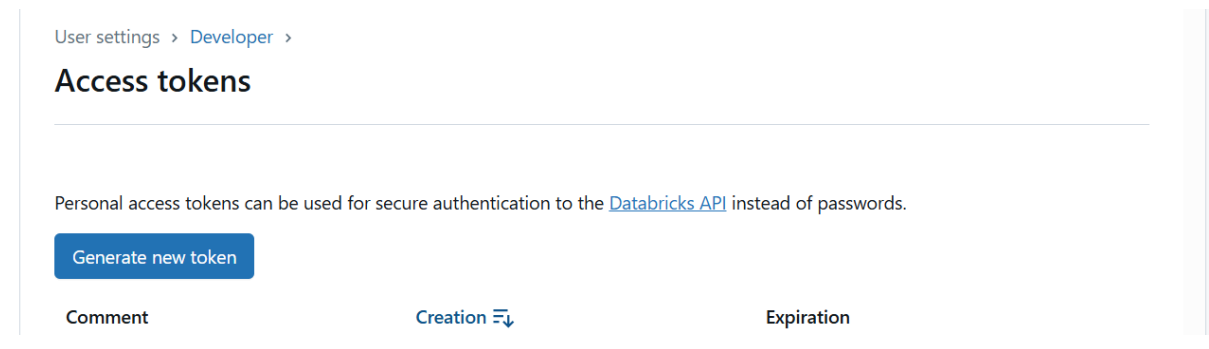 User settings > Developer >
Access tokens
Personal access tokens can be used for secure authentication to the Databricks API instead of passwords.
Generate new token
Comment Creation Expiration